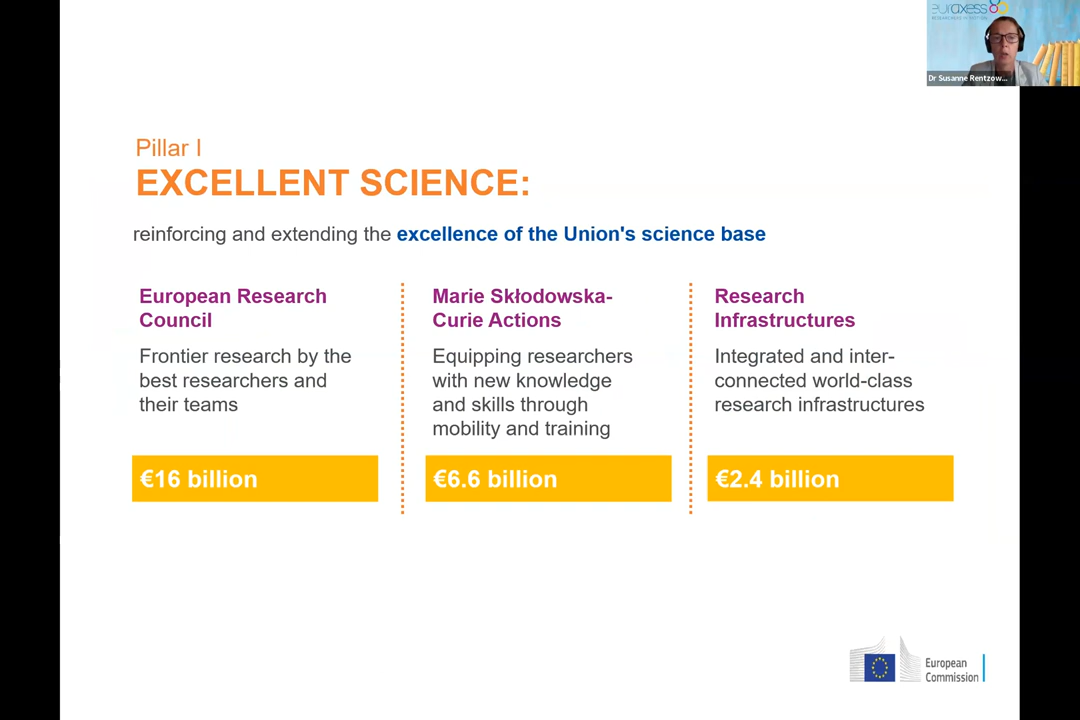 euraxess
Dr Susanne Rentzow...
Pillar I
EXCELLENT SCIENCE:
reinforcing and extending the excellence of the Union's science base
European Research
Council
Frontier research by the
best researchers and
their teams
€16 billion
Marie Skłodowska-
Curie Actions
Equipping researchers
with new knowledge
and skills through
mobility and training
€6.6 billion
Research
Infrastructures
Integrated and inter-
connected world-class
research infrastructures
€2.4 billion
European
Commission